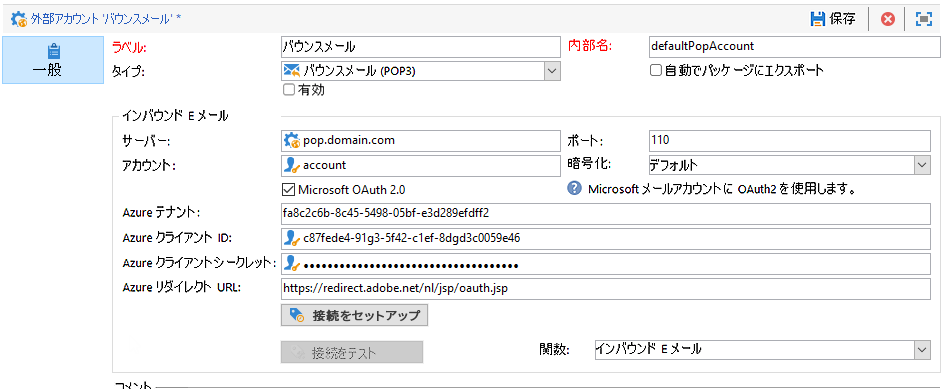 外部アカウント 'バウンスメール' *
保存
一般
ラベル: バウンスメール 内部名: defaultPopAccount
タイプ: バウンスメール (POP3) 自動でパッケージにエクスポート
有効
インバウンド Eメール
サーバー: pop.domain.com ポート: 110
アカウント: account 暗号化: デフォルト
Microsoft OAuth 2.0 Microsoft メールアカウントに OAuth2 を使用します。
Azure テナント: fa8c2c6b-8c45-5498-05bf-e3d289efdff2
Azure クライアント ID: c87fede4-91g3-5f42-c1ef-8dgd3c0059e46
Azure クライアントシークレット: ●●●●●●●●●●●●●●●●●●●●●●●●●●●●●●●●●●●●
Azure リダイレクト URL: https://redirect.adobe.net/nl/jsp/oauth.jsp
接続をセットアップ
接続をテスト 関数: インバウンド Eメール
コメント